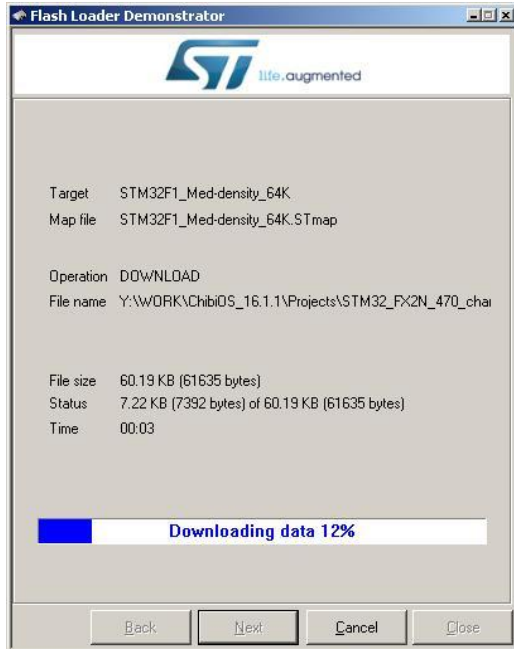 Flash Loader Demonstrator
ST life.augmented
Target STM32F1_Med-density_64K
Map file STM32F1_Med-density_64K.STmap
Operation DOWNLOAD
File name Y:\WORK\ChibiOS_16.1.1\Projects\STM32_FX2N_470_chai
File size 60.19 KB (61635 bytes)
Status 7.22 KB (7392 bytes) of 60.19 KB (61635 bytes)
Time 00:03
Downloading data 12%
Back Next Cancel Close